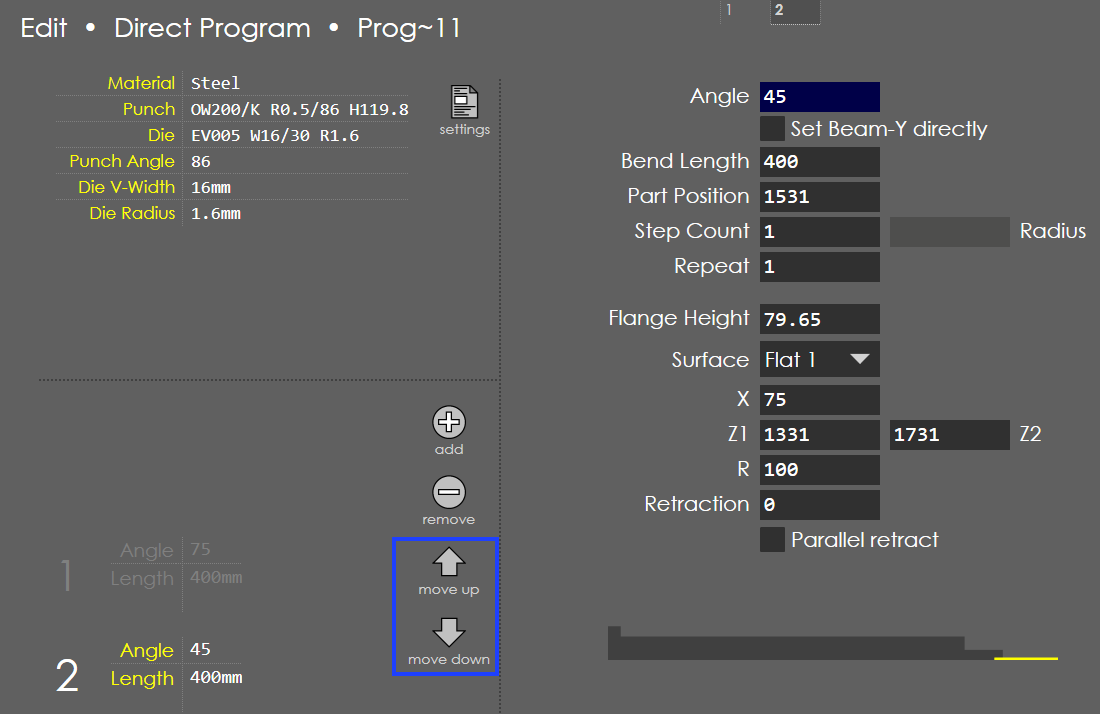 1 2
Edit • Direct Program • Prog~11
Material Steel
Punch OW200/K R0.5/86 H119.8
Die EV005 W16/30 R1.6
Punch Angle 86
Die V-Width 16mm
Die Radius 1.6mm
settings
add
remove
move up
move down
1
Angle 75
Length 400mm
2
Angle 45
Length 400mm
Angle 45
Set Beam-Y directly
Bend Length 400
Part Position 1531
Step Count 1 Radius
Repeat 1
Flange Height 79.65
Surface Flat 1
X 75
Z1 1331 1731 Z2
R 100
Retraction 0
Parallel retract